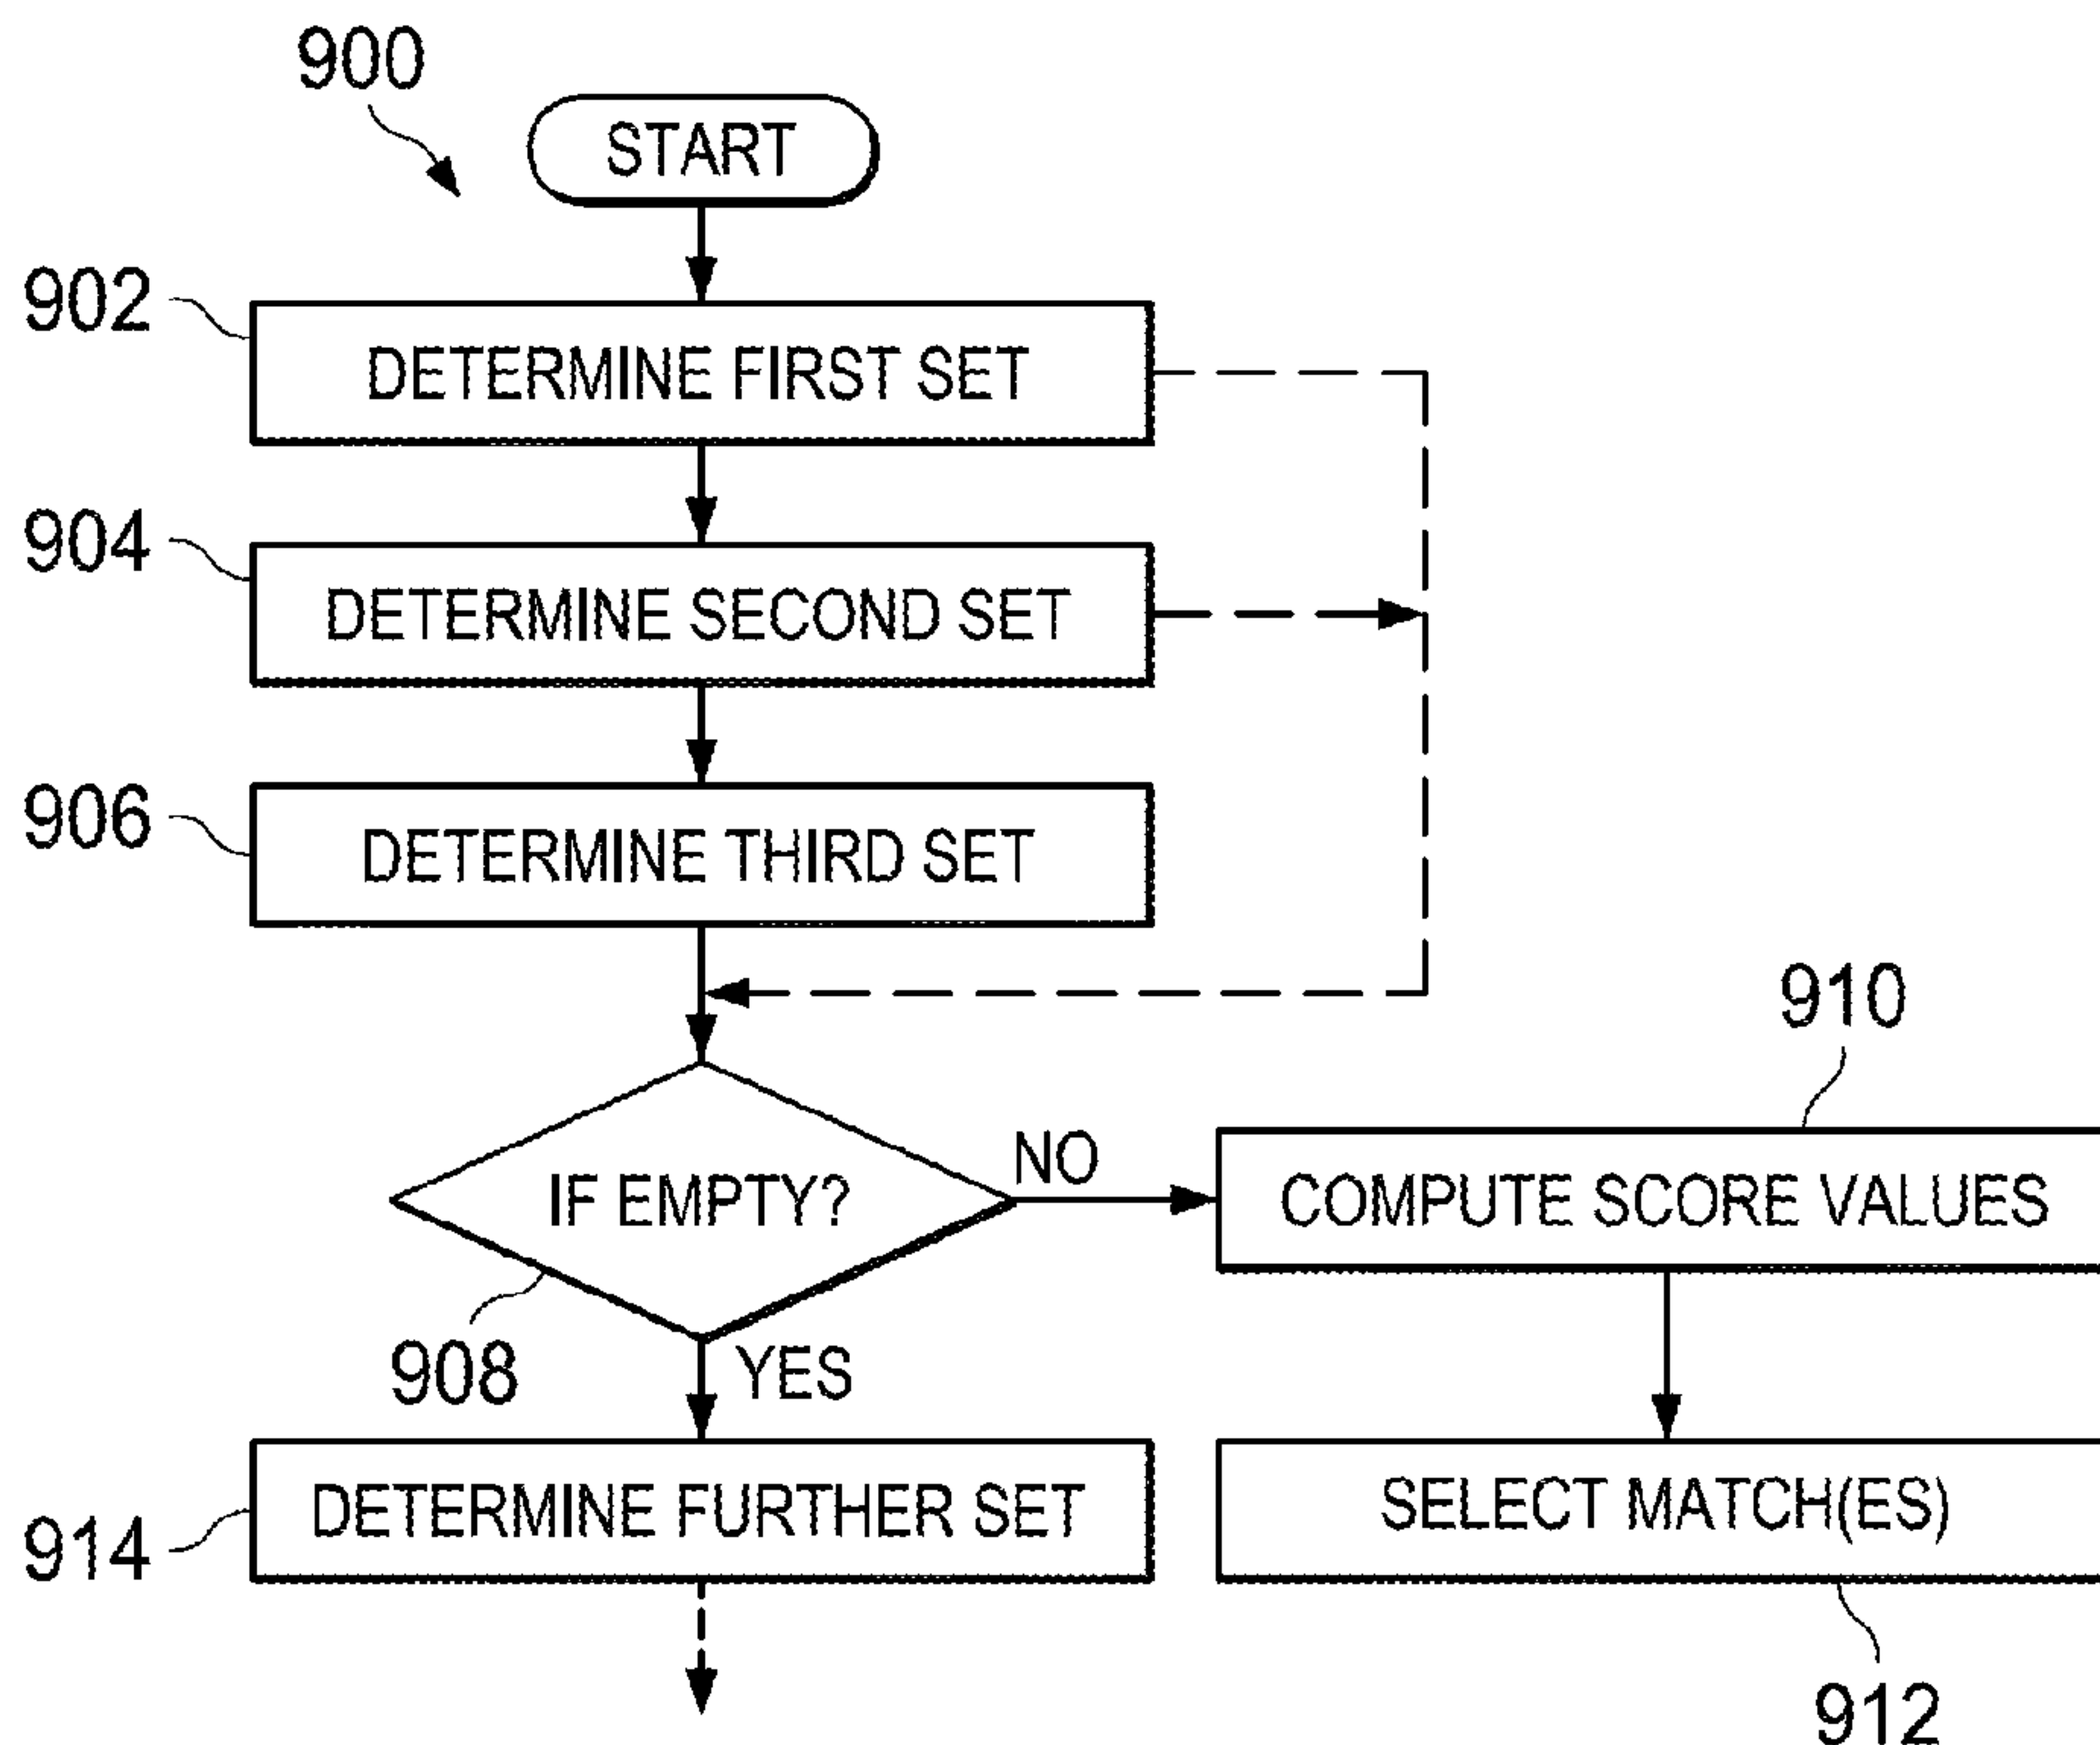 900
START
902
DETERMINE FIRST SET
904
DETERMINE SECOND SET
906
DETERMINE THIRD SET
910
NO
IF EMPTY?
COMPUTE SCORE VALUES
908
YES
DETERMINE FURTHER SET
SELECT MATCH(ES)
914
912